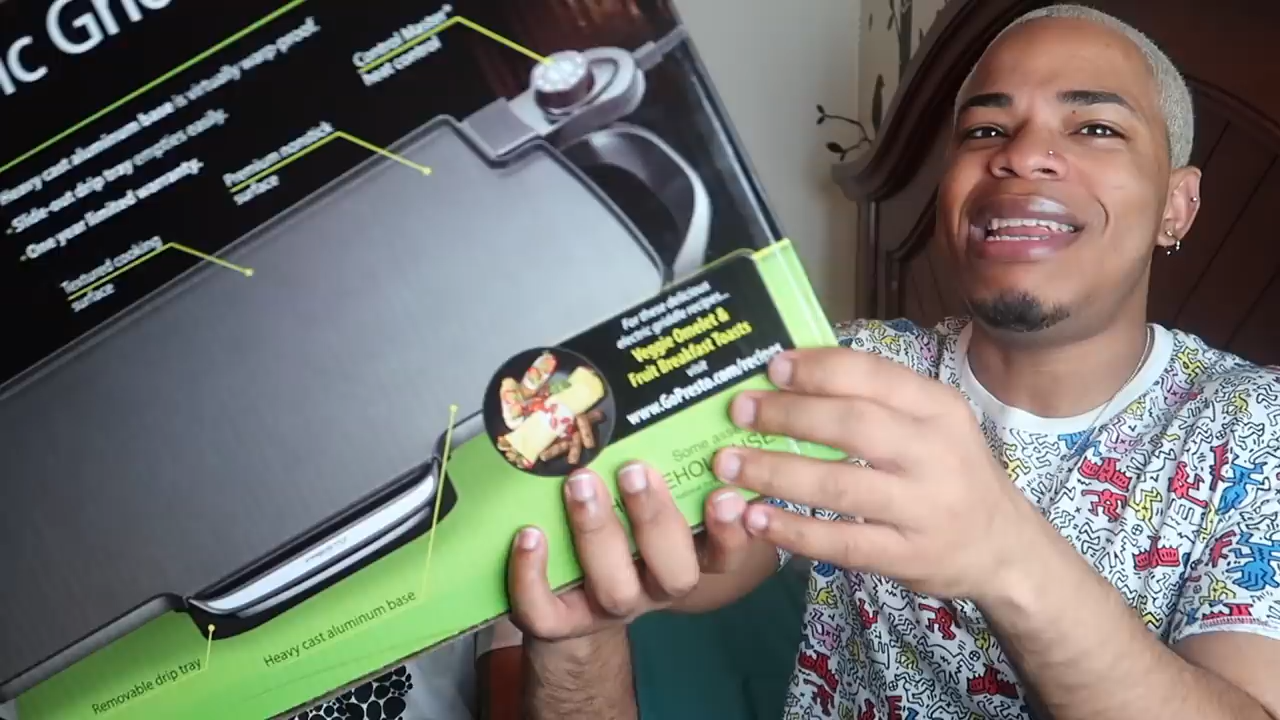 ic
Heavy cast aluminum base is virtually warp-proof.
•Slide-out drip tray empties easily.
•One year limited warranty.
Control Master®
heat control
Premium nonstick
surface
Textured cooking
surface
For these delicious
electric griddle recipes...
Veggie Omelet &
Fruit Breakfast Toasts
visit
www.GoPresto.com/recipes
Some
Heavy cast aluminum base
Removable drip tray